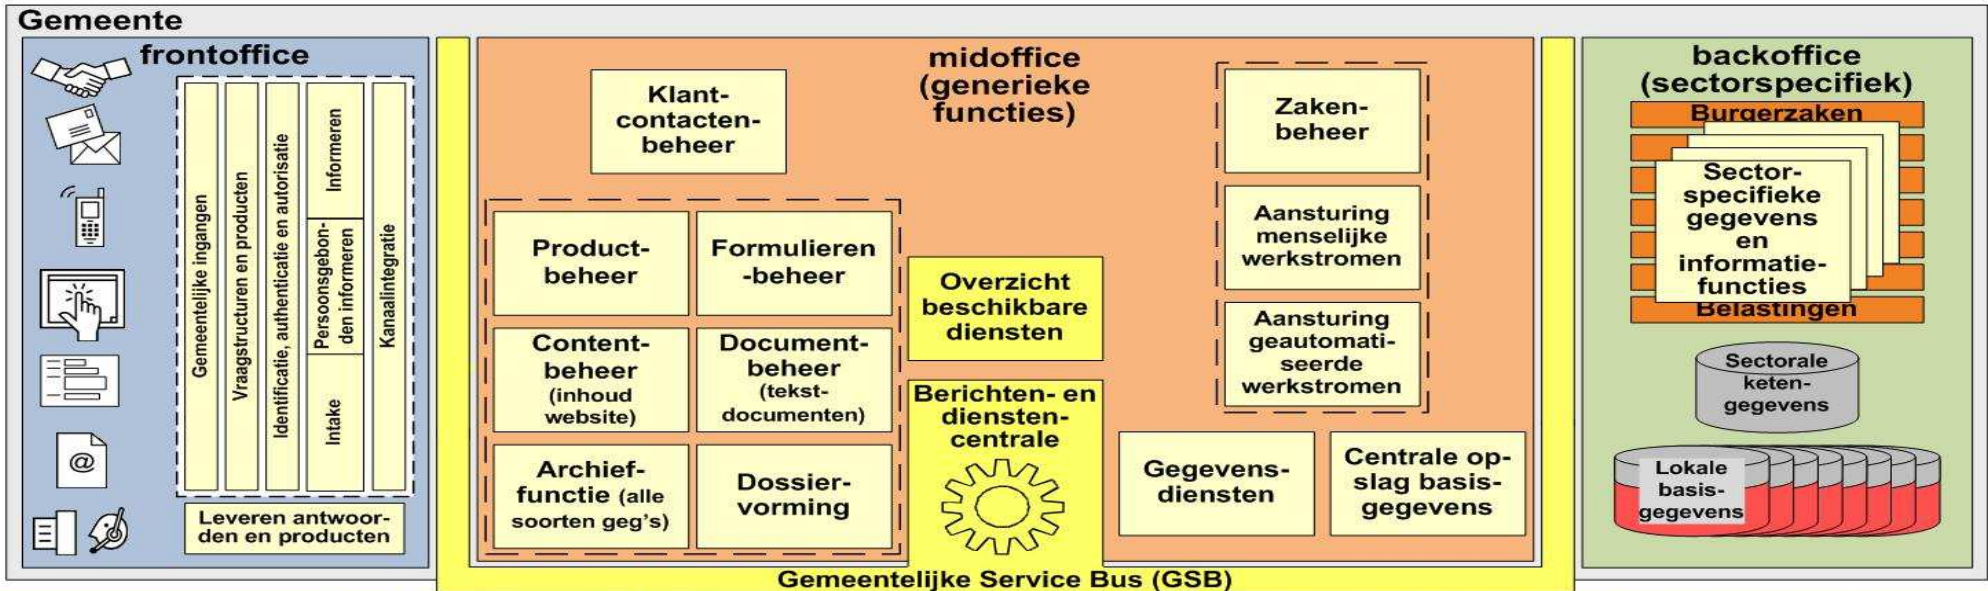 Gemeente
frontoffice
Gemeentelijke ingangen
Vraagstructuren en producten
Identificatie, authenticatie en autorisatie
Informeren
Persoonsgebon-
den informeren
Intake
Kanaalintegratie
@
Leveren antwoor-
den en producten
midoffice
(generieke
functies)
Klant-
contacten-
beheer
Product-
beheer
Formulieren
-beheer
Content-
beheer
(inhoud
website)
Document-
beheer
(tekst-
documenten)
Archief-
functie (alle
soorten geg's)
Dossier-
vorming
Overzicht
beschikbare
diensten
Berichten- en
diensten-
centrale
Zaken-
beheer
Aansturing
menselijke
werkstromen
Aansturing
geautomati-
seerde
werkstromen
Gegevens-
diensten
Centrale op-
slag basis-
gegevens
Gemeentelijke Service Bus (GSB)
backoffice
(sectorspecifiek)
Burgerzaken
Sector-
specifieke
gegevens
en
informatie-
functies
Belastingen
Sectorale
keten-
gegevens
Lokale
basis-
gegevens